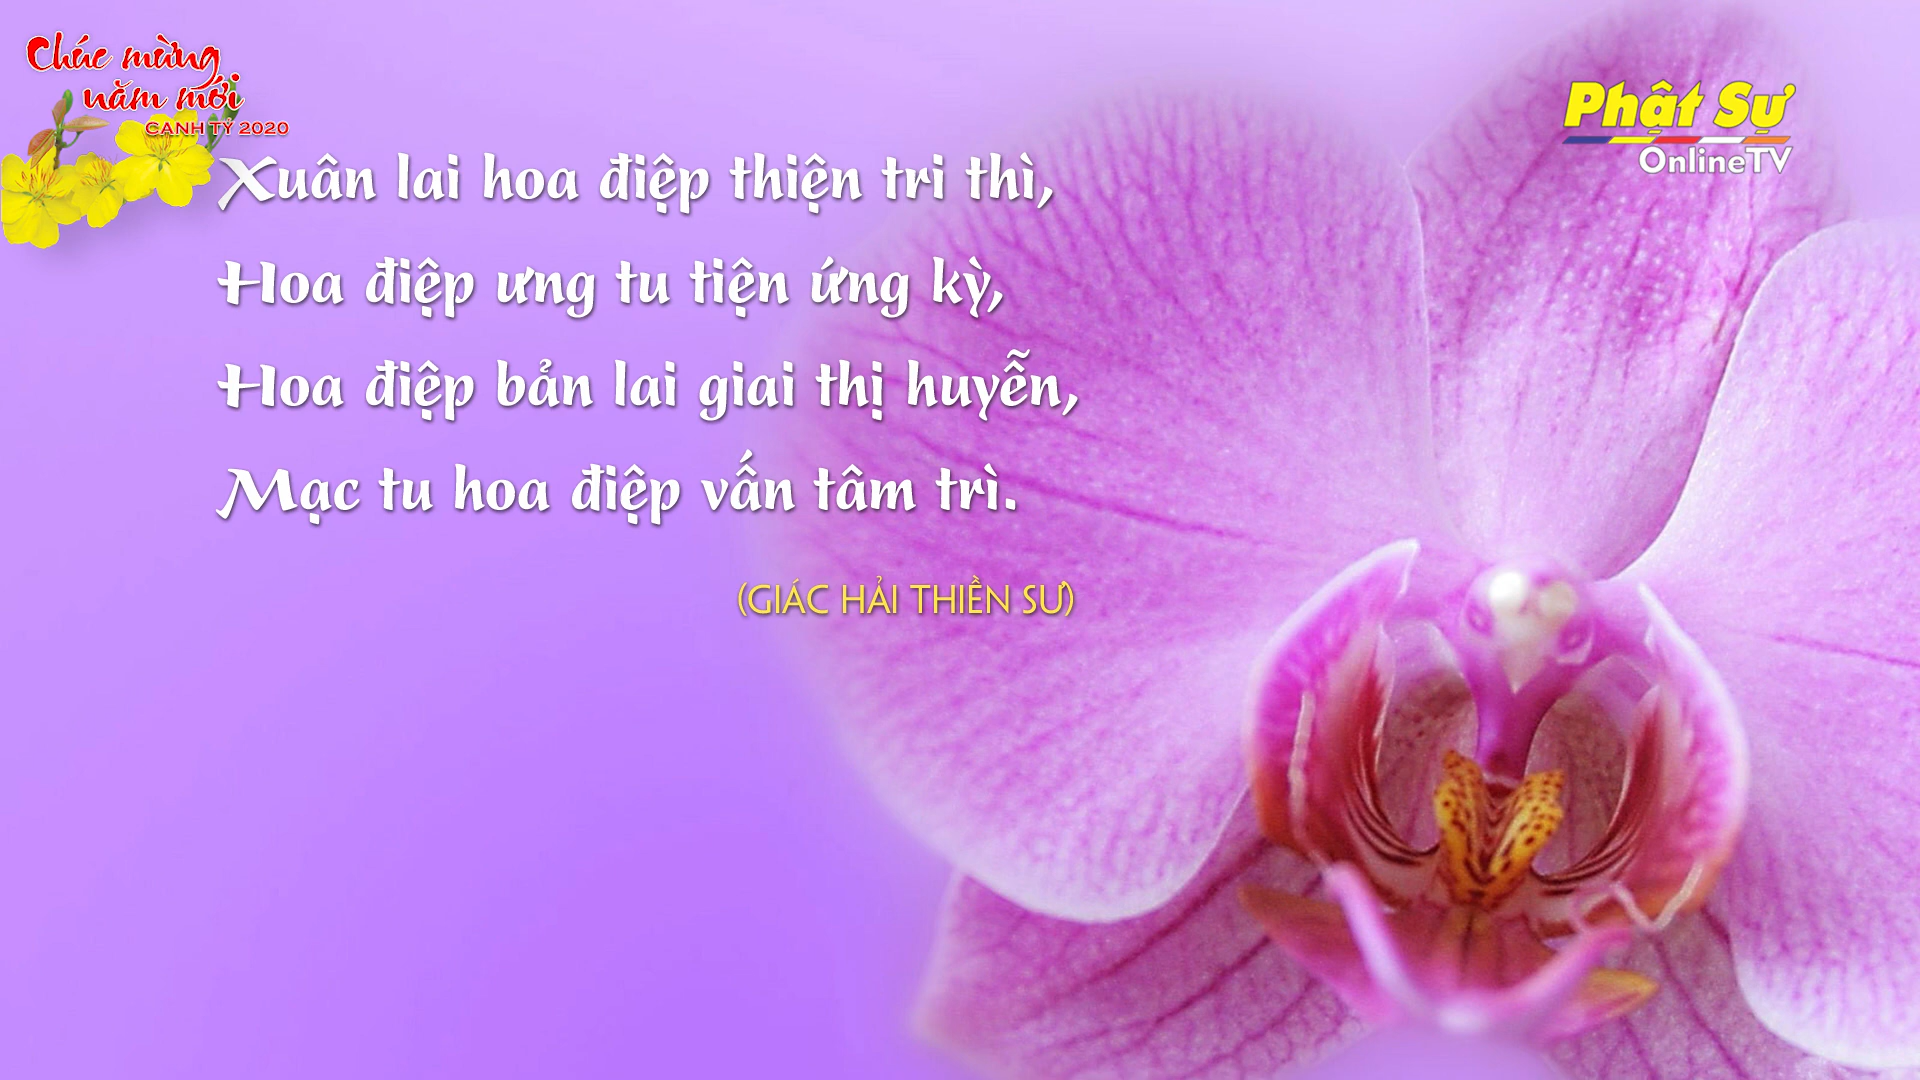 Chúc mừng
năm mới
CANH TÝ 2020
Phật Sự
OnlineTV
Xuân lai hoa điệp thiện tri thì,
Hoa điệp ưng tu tiện ứng kỳ,
Hoa điệp bản lai giai thị huyễn,
Mạc tu hoa điệp vấn tâm trì.
(GIÁC HẢI THIỀN SƯ)